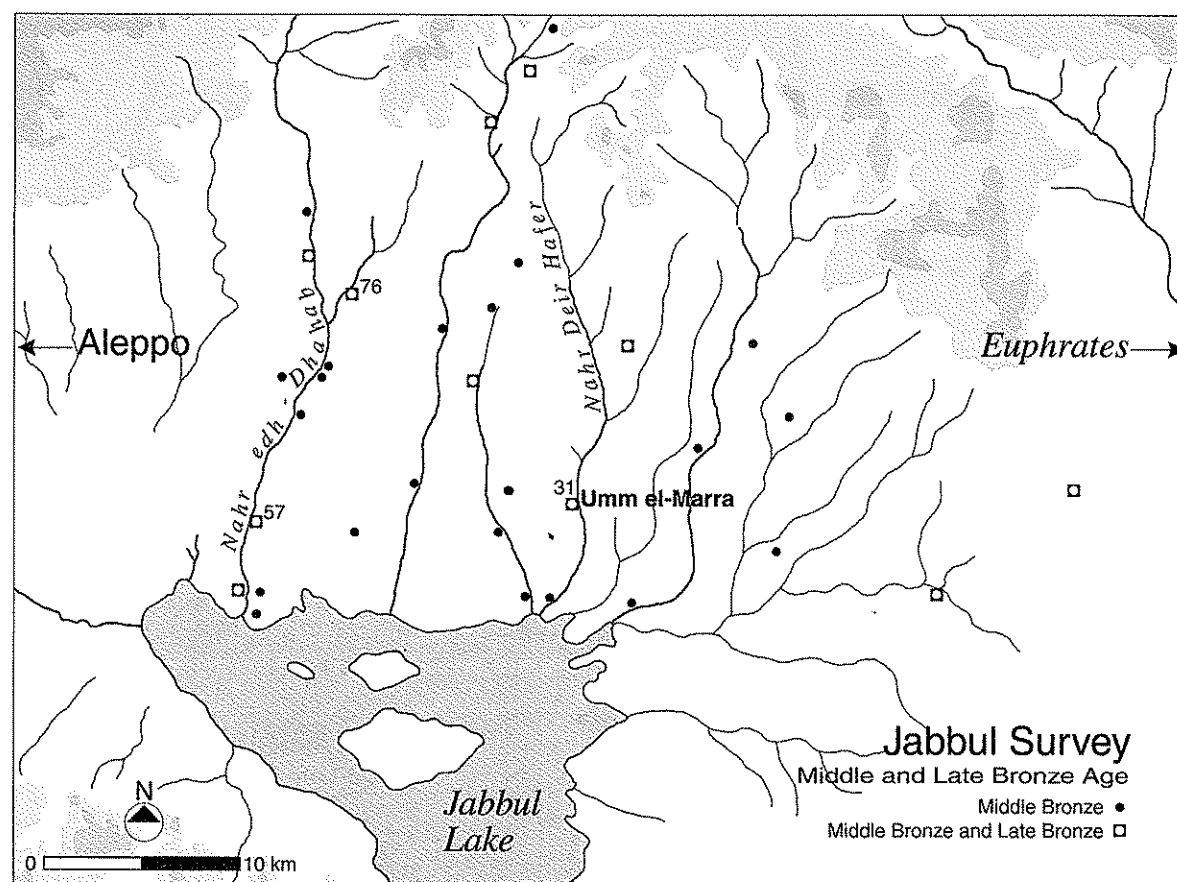 Nahr Deir Hafer
76
Nahr edh-Dhahab
Aleppo
Euphrates
31
Umm el-Marra
57
Jabbul Survey
Middle and Late Bronze Age
Middle Bronze
Middle Bronze and Late Bronze
Jabbul
Lake
N
0
10 km